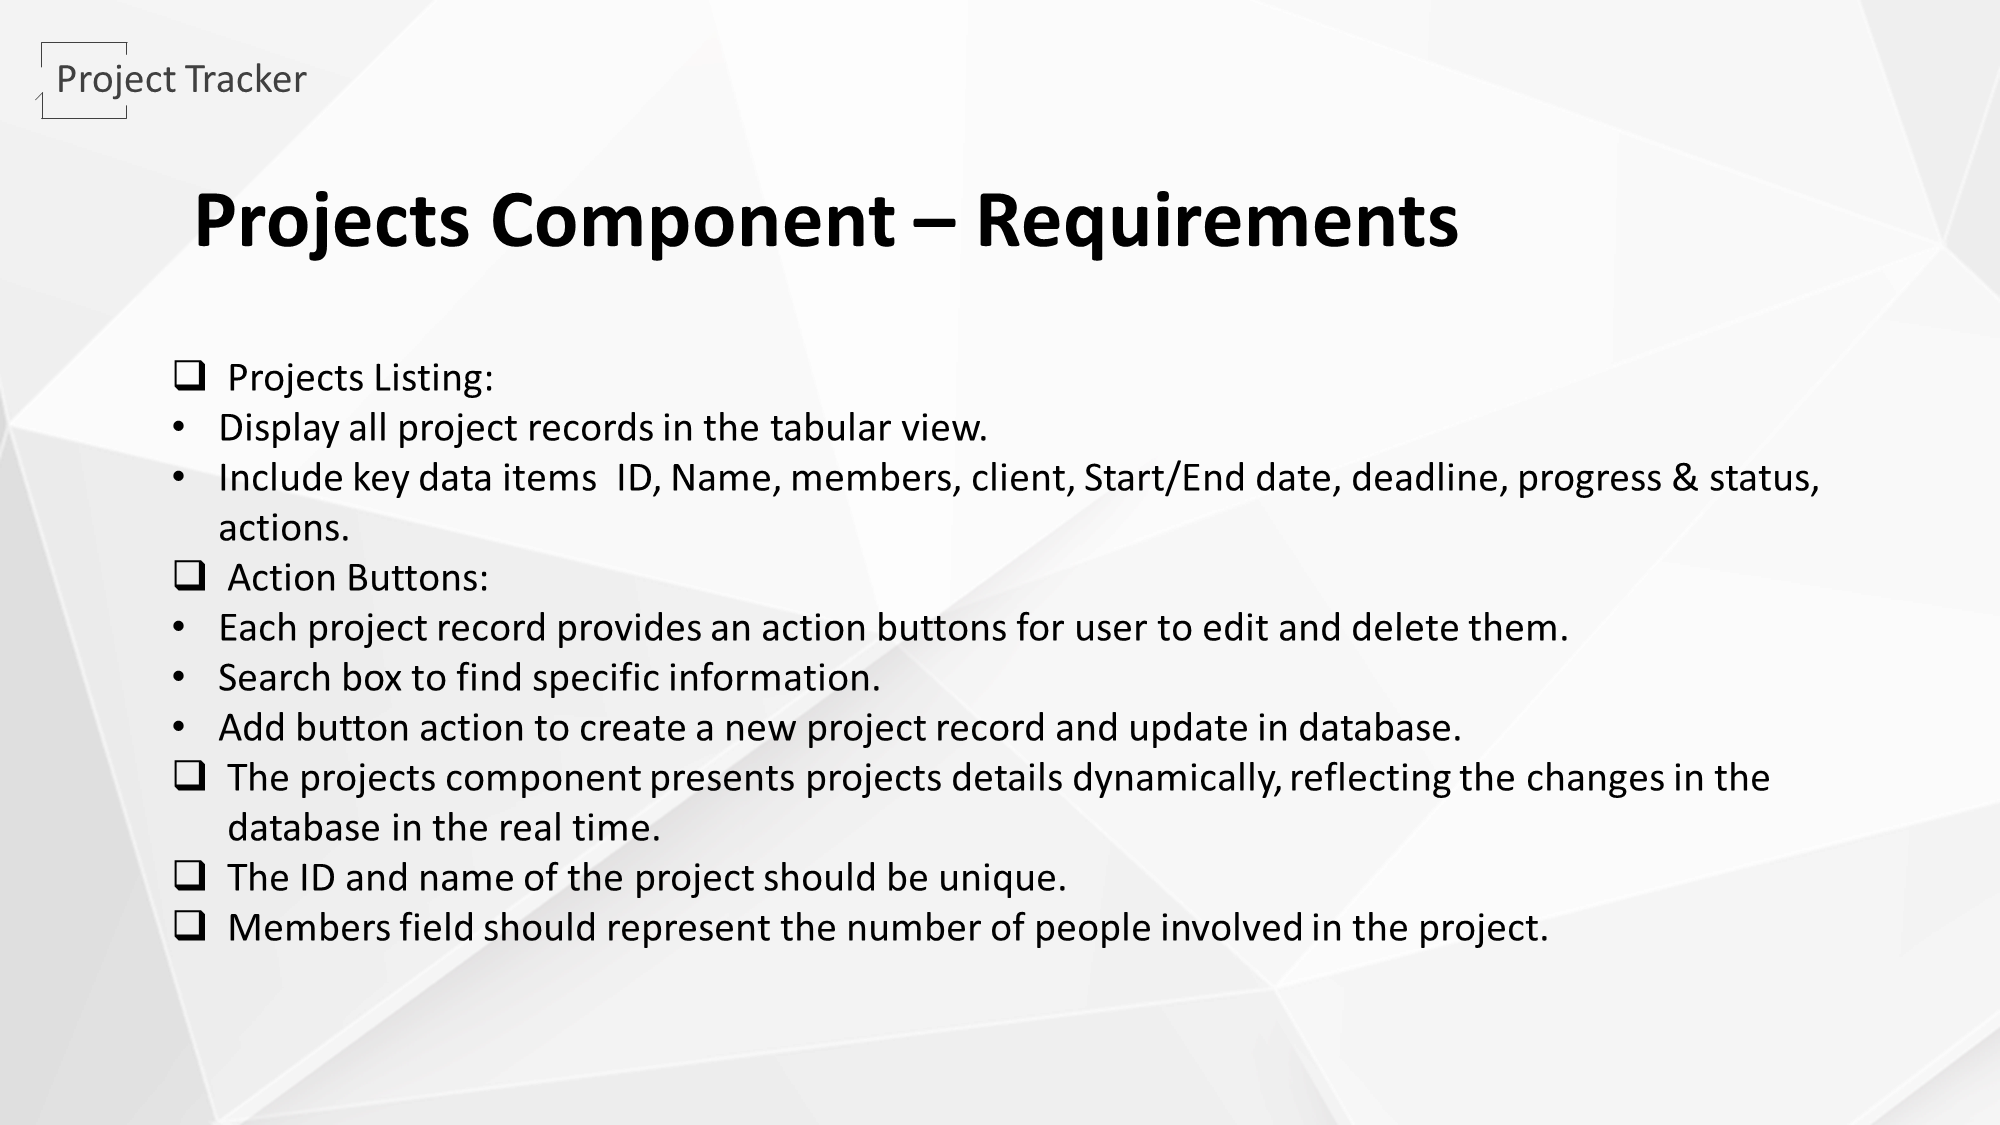 Project Tracker
Projects Component – Requirements
❑ Projects Listing:
• Display all project records in the tabular view.
• Include key data items  ID, Name, members, client, Start/End date, deadline, progress & status,
actions.
❑ Action Buttons:
• Each project record provides an action buttons for user to edit and delete them.
• Search box to find specific information.
• Add button action to create a new project record and update in database.
❑ The projects component presents projects details dynamically, reflecting the changes in the
database in the real time.
❑ The ID and name of the project should be unique.
❑ Members field should represent the number of people involved in the project.